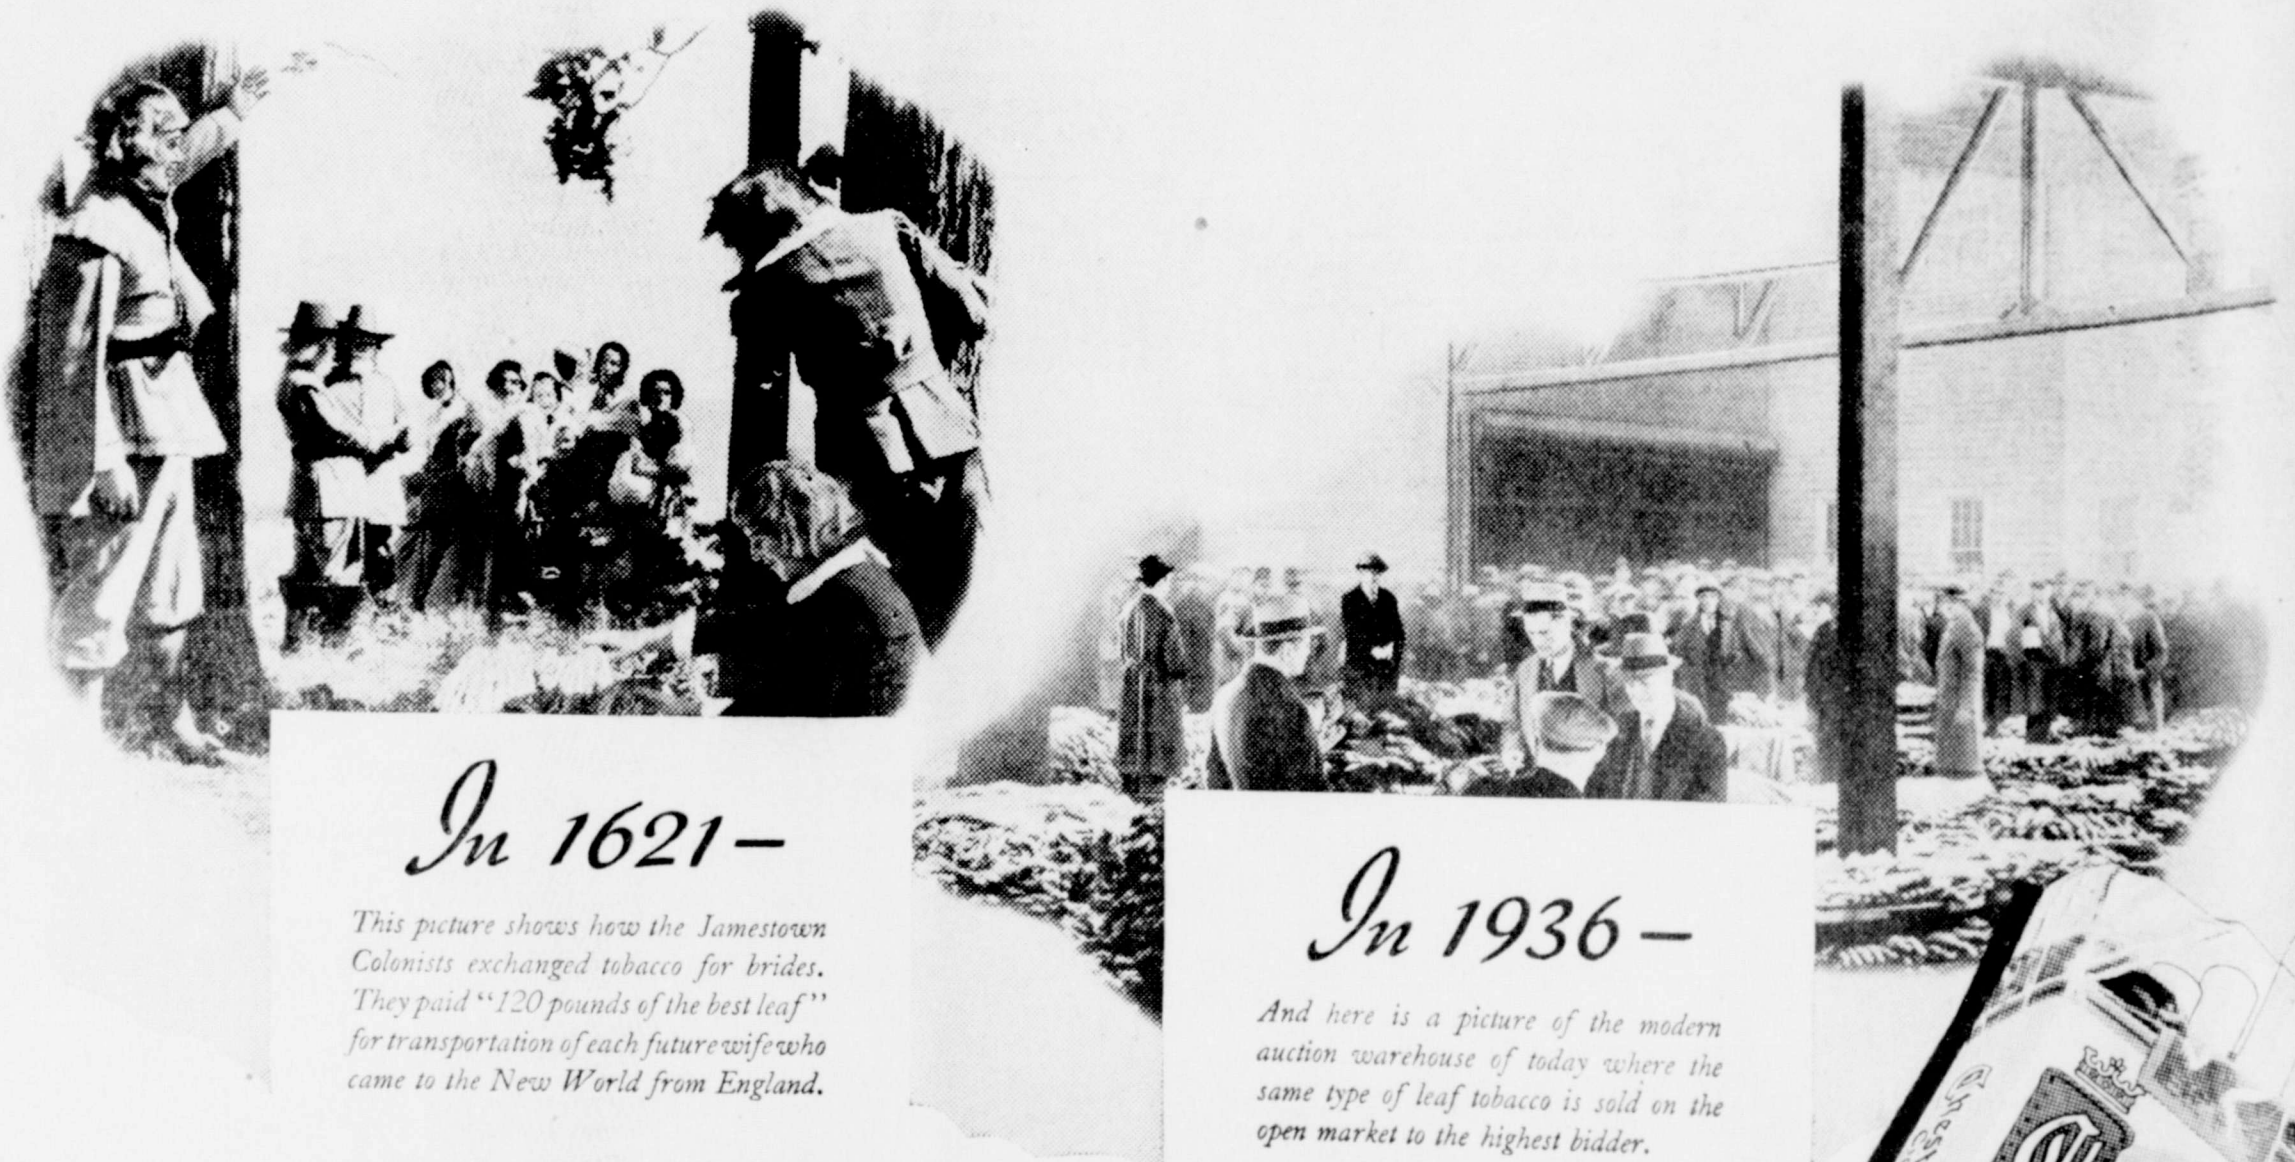 In 1621—
This picture shows how the Jamestown
Colonists exchanged tobacco for brides.
They paid “120 pounds of the best leaf”
for transportation of each future wife who
came to the New World from England.
In 1936—
And here is a picture of the modern
auction warehouse of today where the
same type of leaf tobacco is sold on the
open market to the highest bidder.